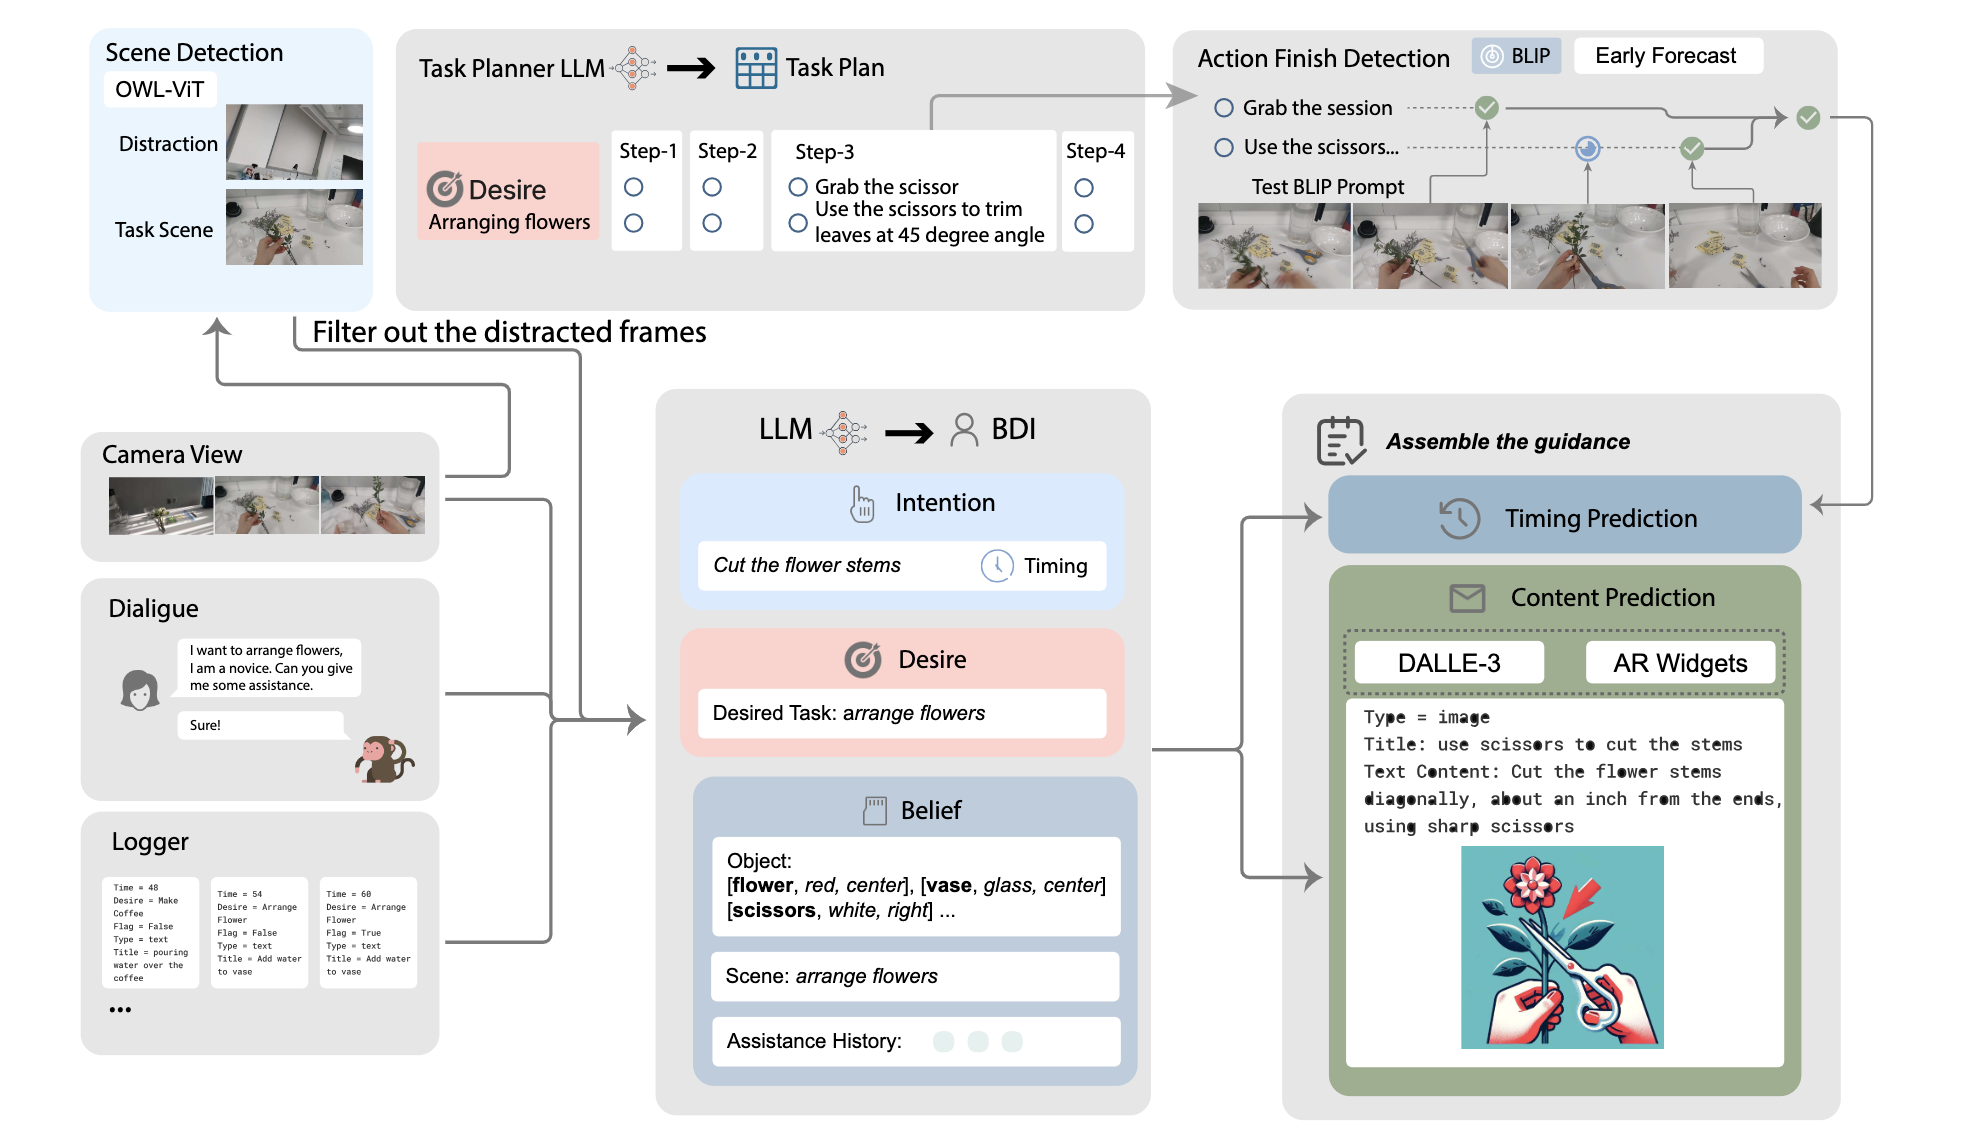 Scene Detection
OWL-ViT
Distraction
Task Scene
Task Planner LLM
Task Plan
Desire
Arranging flowers
Step-1
Step-2
Step-3
Grab the scissor
Use the scissors to trim
leaves at 45 degree angle
Step-4
Action Finish Detection
BLIP
Early Forecast
Grab the session
Use the scissors...
Test BLIP Prompt
Filter out the distracted frames
Camera View
Dialigue
I want to arrange flowers,
I am a novice. Can you give
me some assistance.
Sure!
Logger
Time = 48
Desire = Make
Coffee
Flag = False
Type = text
Title = pouring
water over the
coffee
Time = 54
Desire = Arrange
Flower
Flag = False
Type = text
Title = Add water
to vase
Time = 60
Desire = Arrange
Flower
Flag = True
Type = text
Title = Add water
to vase
...
LLM
BDI
Intention
Cut the flower stems
Timing
Desire
Desired Task: arrange flowers
Belief
Object:
[flower, red, center], [vase, glass, center]
[scissors, white, right] ...
Scene: arrange flowers
Assistance History:
Assemble the guidance
Timing Prediction
Content Prediction
DALLE-3
AR Widgets
Type = image
Title: use scissors to cut the stems
Text Content: Cut the flower stems
diagonally, about an inch from the ends,
using sharp scissors